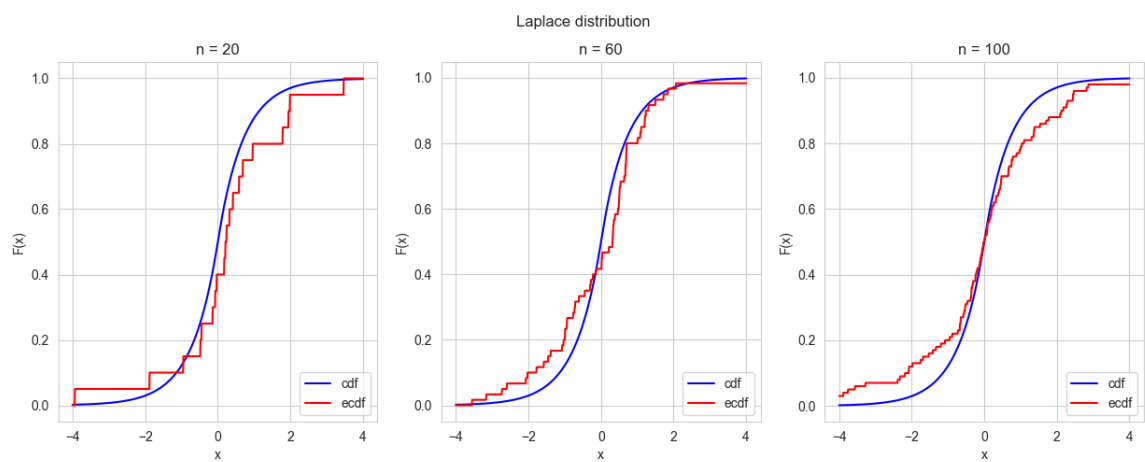 Laplace distribution
n = 20
1.0
0.8
0.6
0.4
0.2
0.0
F(x)
−4
−2
0
2
4
x
cdf
ecdf
n = 60
1.0
0.8
0.6
0.4
0.2
0.0
F(x)
−4
−2
0
2
4
x
cdf
ecdf
n = 100
1.0
0.8
0.6
0.4
0.2
0.0
F(x)
−4
−2
0
2
4
x
cdf
ecdf